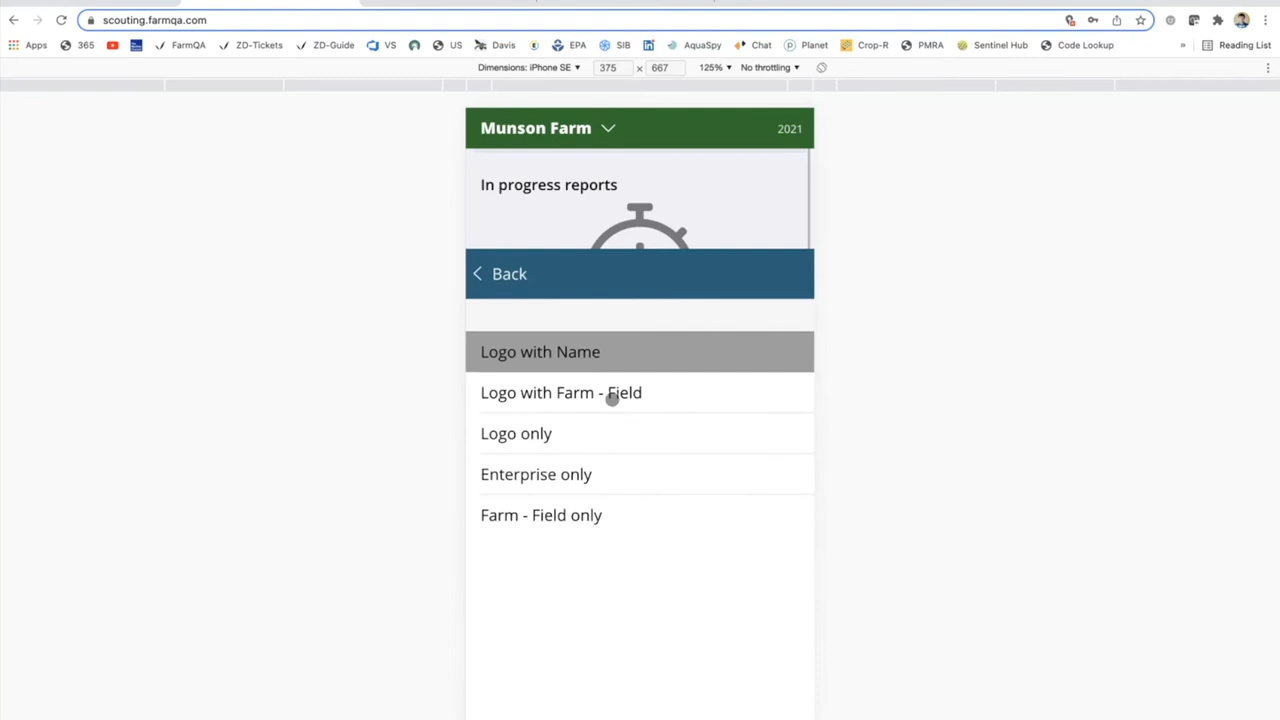 scouting.farmqa.com
Apps 365 FarmQA ZD-Tickets ZD-Guide VS US Davis EPA SIB AquaSpy Chat Planet Crop-R PMRA Sentinel Hub Code Lookup » Reading List
Dimensions: iPhone SE 375 × 667 125% No throttling
Munson Farm 2021
In progress reports
Back
Logo with Name
Logo with Farm - Field
Logo only
Enterprise only
Farm - Field only